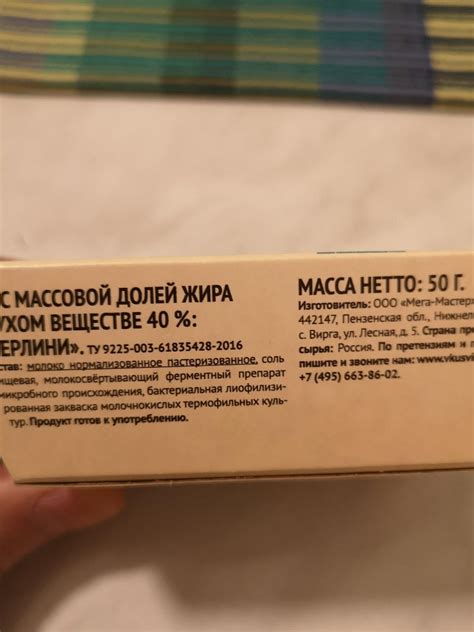 С МАССОВОЙ ДОЛЕЙ ЖИРА
УХОМ ВЕЩЕСТВЕ 40 %:
ЕРЛИНИ». ТУ 9225-003-61835428-2016
став: молоко нормализованное пастеризованное, соль
ищевая, молокосвёртывающий ферментный препарат
микробного происхождения, бактериальная лиофилизи-
рованная закваска молочнокислых термофильных куль-
тур. Продукт готов к употреблению.
МАССА НЕТТО: 50 Г.
Изготовитель: ООО «Мега-Мастер»
442147, Пензенская обл., Нижнел
с. Вирга, ул. Лесная, д. 5. Страна пр
сырья: Россия. По претензиям и п
пишите и звоните нам: www.vkusvi
+7 (495) 663-86-02.